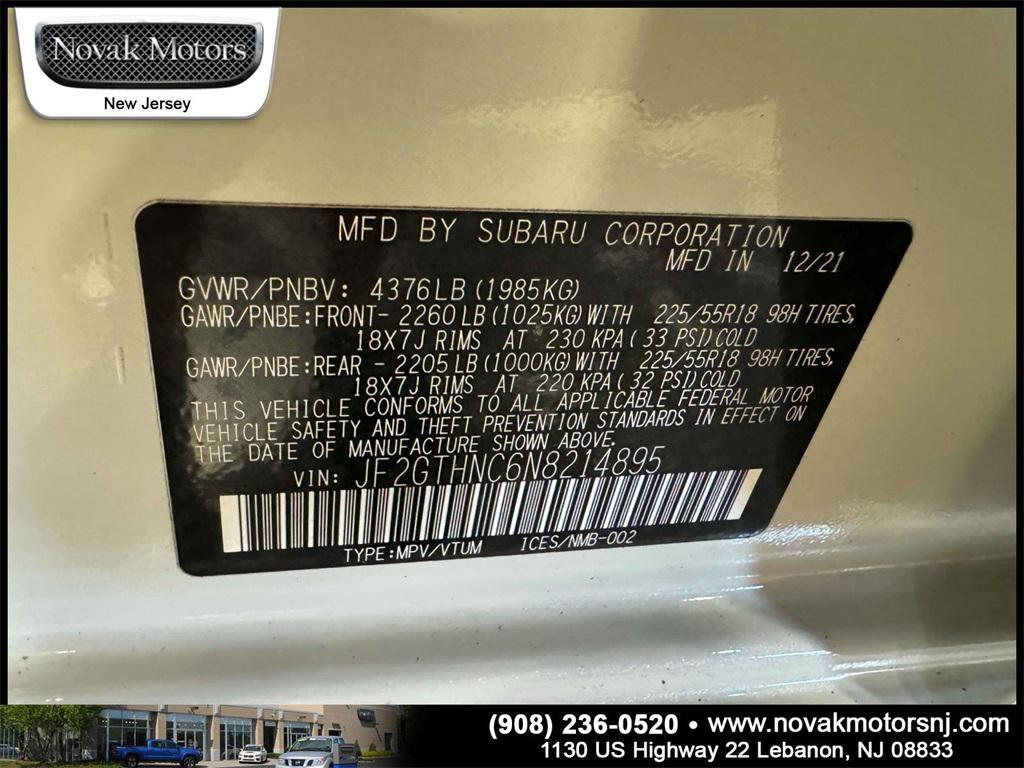 Novak Motors
New Jersey
MFD BY SUBARU CORPORATION
MFD IN 12/21
GVWR/PNBV: 4376LB (1985KG)
GAWR/PNBE:FRONT- 2260 LB (1025KG) WITH 225/55R18 98H TIRES,
18X7J RIMS AT 230 KPA ( 33 PSI) COLD
GAWR/PNBE:REAR - 2205 LB (1000KG) WITH 225/55R18 98H TIRES,
18X7J RIMS AT 220 KPA ( 32 PSI) COLD
THIS VEHICLE CONFORMS TO ALL APPLICABLE FEDERAL MOTOR
VEHICLE SAFETY AND THEFT PREVENTION STANDARDS IN EFFECT ON
THE DATE OF MANUFACTURE SHOWN ABOVE.
VIN: JF2GTHNC6N8214895
TYPE:MPV/VTUM ICES/NMB-002
(908) 236-0520 • www.novakmotorsnj.com
1130 US Highway 22 Lebanon, NJ 08833